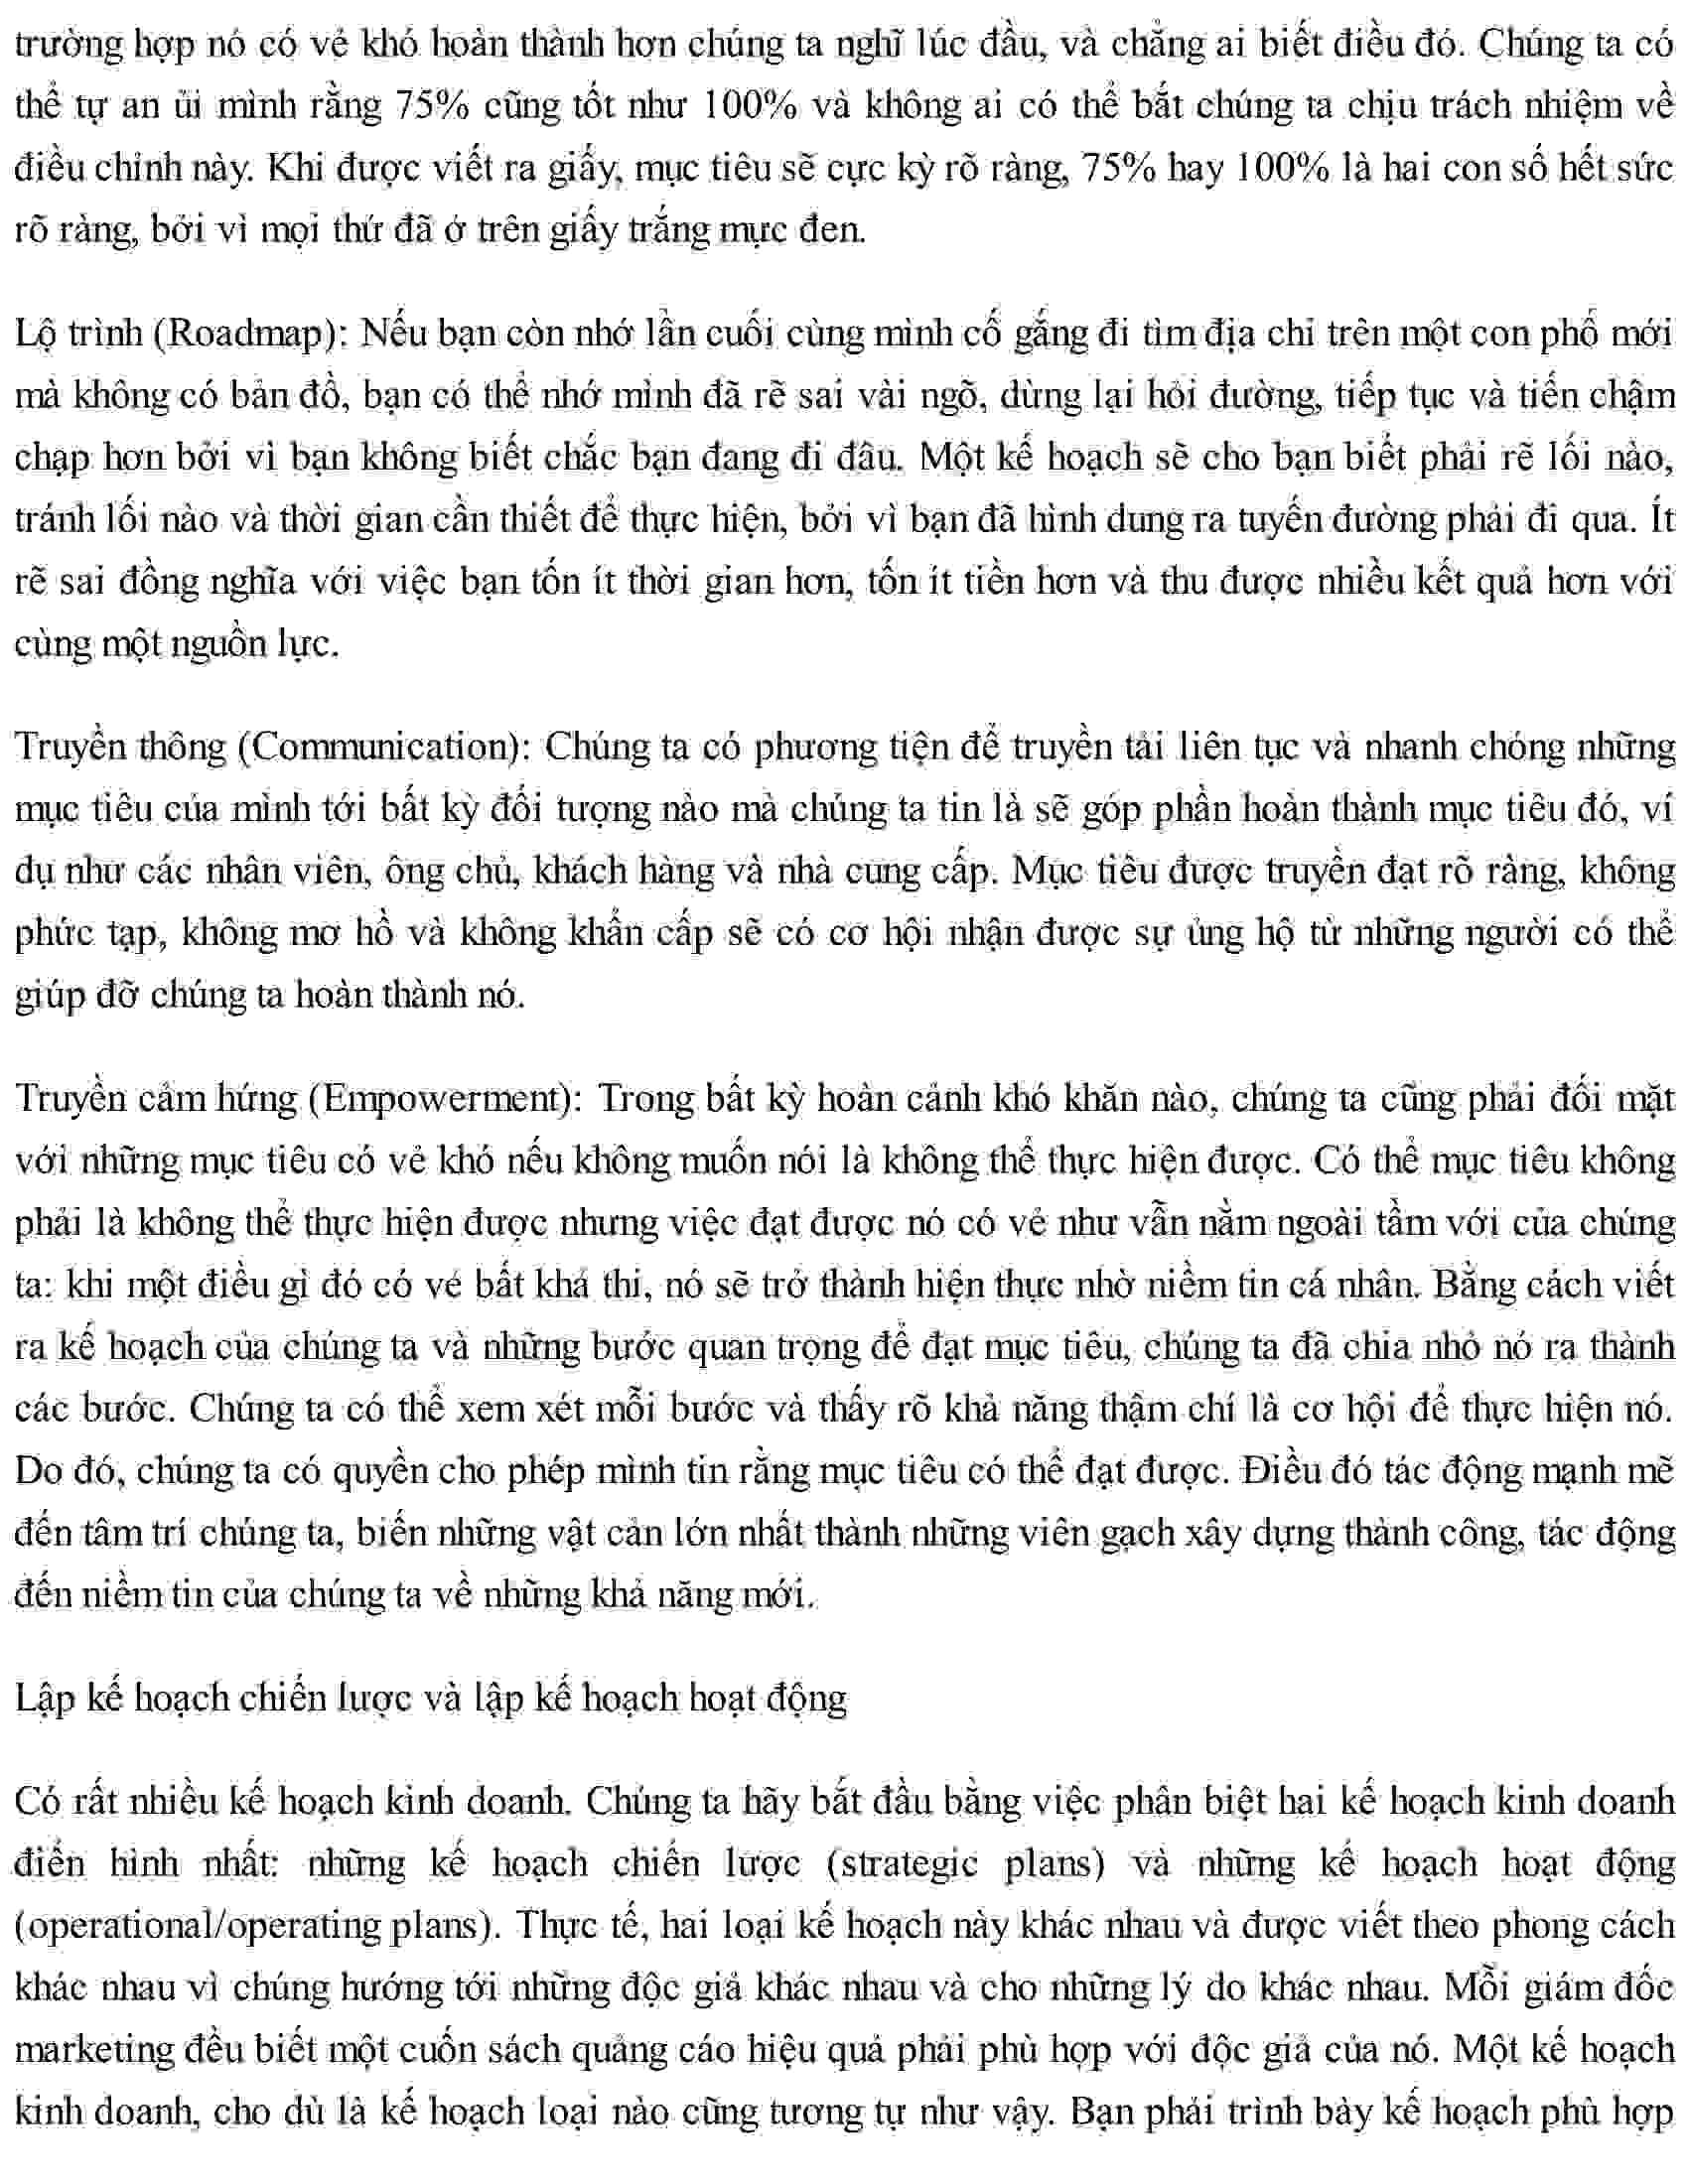 trường hợp nó có vẻ khó hoàn thành hơn chúng ta nghĩ lúc đầu, và chẳng ai biết điều đó. Chúng ta có
thể tự an ủi mình rằng 75% cũng tốt như 100% và không ai có thể bắt chúng ta chịu trách nhiệm về
điều chỉnh này. Khi được viết ra giấy, mục tiêu sẽ cực kỳ rõ ràng, 75% hay 100% là hai con số hết sức
rõ ràng, bởi vì mọi thứ đã ở trên giấy trắng mực đen.
Lộ trình (Roadmap): Nếu bạn còn nhớ lần cuối cùng mình cố gắng đi tìm địa chỉ trên một con phố mới
mà không có bản đồ, bạn có thể nhớ mình đã rẽ sai vài ngõ, dừng lại hỏi đường, tiếp tục và tiến chậm
chạp hơn bởi vì bạn không biết chắc bạn đang đi đâu. Một kế hoạch sẽ cho bạn biết phải rẽ lối nào,
tránh lối nào và thời gian cần thiết để thực hiện, bởi vì bạn đã hình dung ra tuyến đường phải đi qua. Ít
rẽ sai đồng nghĩa với việc bạn tốn ít thời gian hơn, tốn ít tiền hơn và thu được nhiều kết quả hơn với
cùng một nguồn lực.
Truyền thông (Communication): Chúng ta có phương tiện để truyền tải liên tục và nhanh chóng những
mục tiêu của mình tới bất kỳ đối tượng nào mà chúng ta tin là sẽ góp phần hoàn thành mục tiêu đó, ví
dụ như các nhân viên, ông chủ, khách hàng và nhà cung cấp. Mục tiêu được truyền đạt rõ ràng, không
phức tạp, không mơ hồ và không khẩn cấp sẽ có cơ hội nhận được sự ủng hộ từ những người có thể
giúp đỡ chúng ta hoàn thành nó.
Truyền cảm hứng (Empowerment): Trong bất kỳ hoàn cảnh khó khăn nào, chúng ta cũng phải đối mặt
với những mục tiêu có vẻ khó nếu không muốn nói là không thể thực hiện được. Có thể mục tiêu không
phải là không thể thực hiện được nhưng việc đạt được nó có vẻ như vẫn nằm ngoài tầm với của chúng
ta: khi một điều gì đó có vẻ bất khả thi, nó sẽ trở thành hiện thực nhờ niềm tin cá nhân. Bằng cách viết
ra kế hoạch của chúng ta và những bước quan trọng để đạt mục tiêu, chúng ta đã chia nhỏ nó ra thành
các bước. Chúng ta có thể xem xét mỗi bước và thấy rõ khả năng thậm chí là cơ hội để thực hiện nó.
Do đó, chúng ta có quyền cho phép mình tin rằng mục tiêu có thể đạt được. Điều đó tác động mạnh mẽ
đến tâm trí chúng ta, biến những vật cản lớn nhất thành những viên gạch xây dựng thành công, tác động
đến niềm tin của chúng ta về những khả năng mới.
Lập kế hoạch chiến lược và lập kế hoạch hoạt động
Có rất nhiều kế hoạch kinh doanh. Chúng ta hãy bắt đầu bằng việc phân biệt hai kế hoạch kinh doanh
điển hình nhất: những kế hoạch chiến lược (strategic plans) và những kế hoạch hoạt động
(operational/operating plans). Thực tế, hai loại kế hoạch này khác nhau và được viết theo phong cách
khác nhau vì chúng hướng tới những độc giả khác nhau và cho những lý do khác nhau. Mỗi giám đốc
marketing đều biết một cuốn sách quảng cáo hiệu quả phải phù hợp với độc giả của nó. Một kế hoạch
kinh doanh, cho dù là kế hoạch loại nào cũng tương tự như vậy. Bạn phải trình bày kế hoạch phù hợp